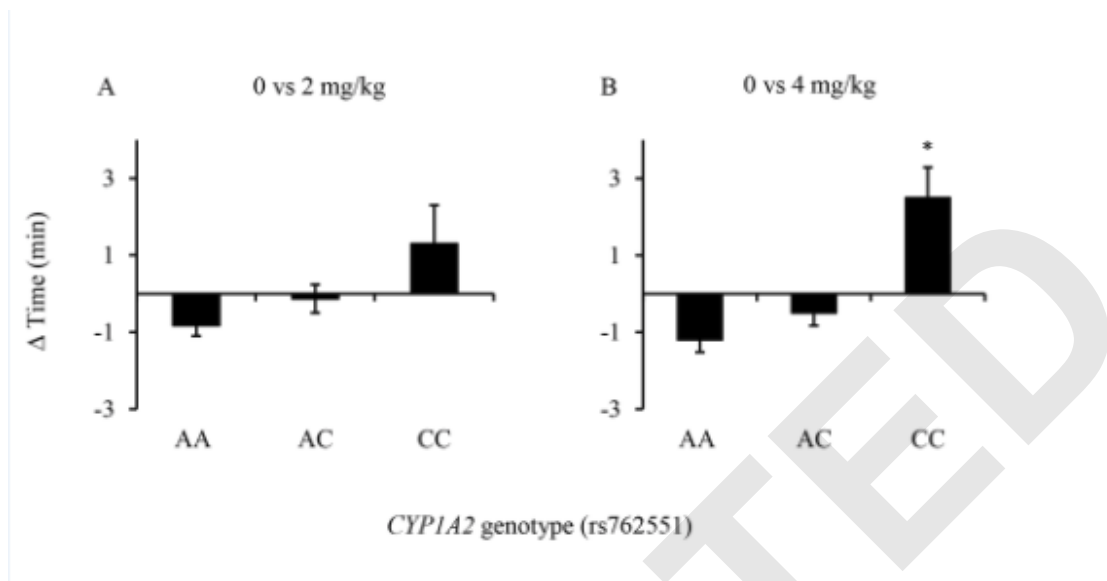 A 0 vs 2 mg/kg
B 0 vs 4 mg/kg
Δ Time (min)
3
1
-1
-3
AA AC CC
3
1
-1
-3
*
AA AC CC
CYP1A2 genotype (rs762551)
TED